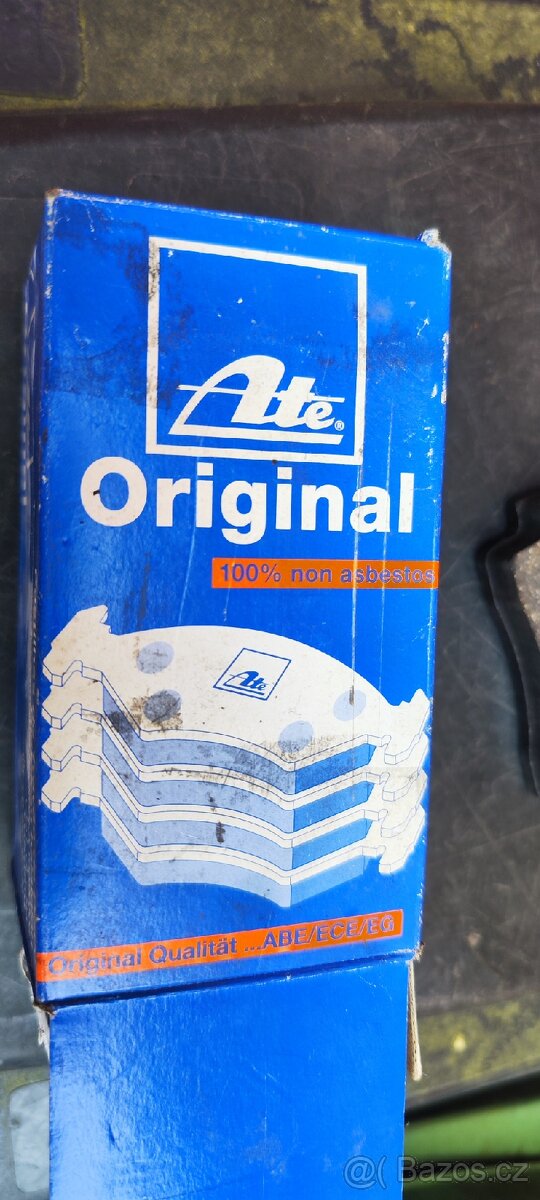 Ate®
Original
100% non asbestos
Ate
Original Qualität ...ABE/ECE/EG
@ Bazos.cz